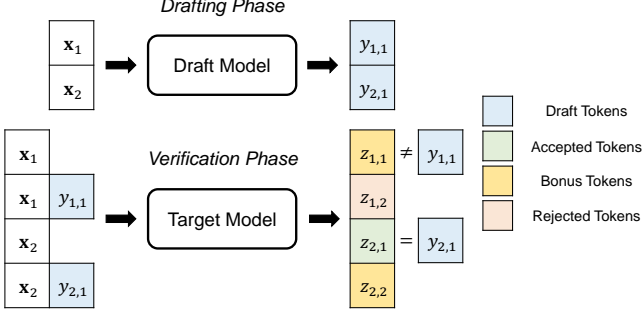 Drafting Phase
x₁
x₂
Draft Model
y₁,₁
y₂,₁
Draft Tokens
Accepted Tokens
Bonus Tokens
Rejected Tokens
Verification Phase
x₁
x₁ y₁,₁
x₂
x₂ y₂,₁
Target Model
z₁,₁ ≠ y₁,₁
z₁,₂
z₂,₁ = y₂,₁
z₂,₂